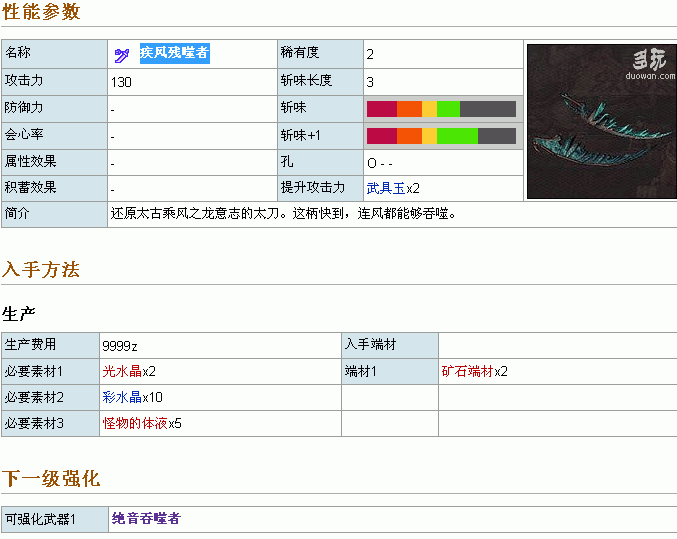 性能参数
名称 疾风残噬者 稀有度 2
攻击力 130 斩味长度 3
防御力 - 斩味
会心率 - 斩味+1
属性效果 - 孔 O - -
积蓄效果 - 提升攻击力 武具玉x2
简介 还原太古乘风之龙意志的太刀。这柄快到，连风都能够吞噬。
多玩
duowan.com
入手方法
生产
生产费用 9999z 入手端材
必要素材1 光水晶x2 端材1 矿石端材x2
必要素材2 彩水晶x10
必要素材3 怪物的体液x5
下一级强化
可强化武器1 绝音吞噬者